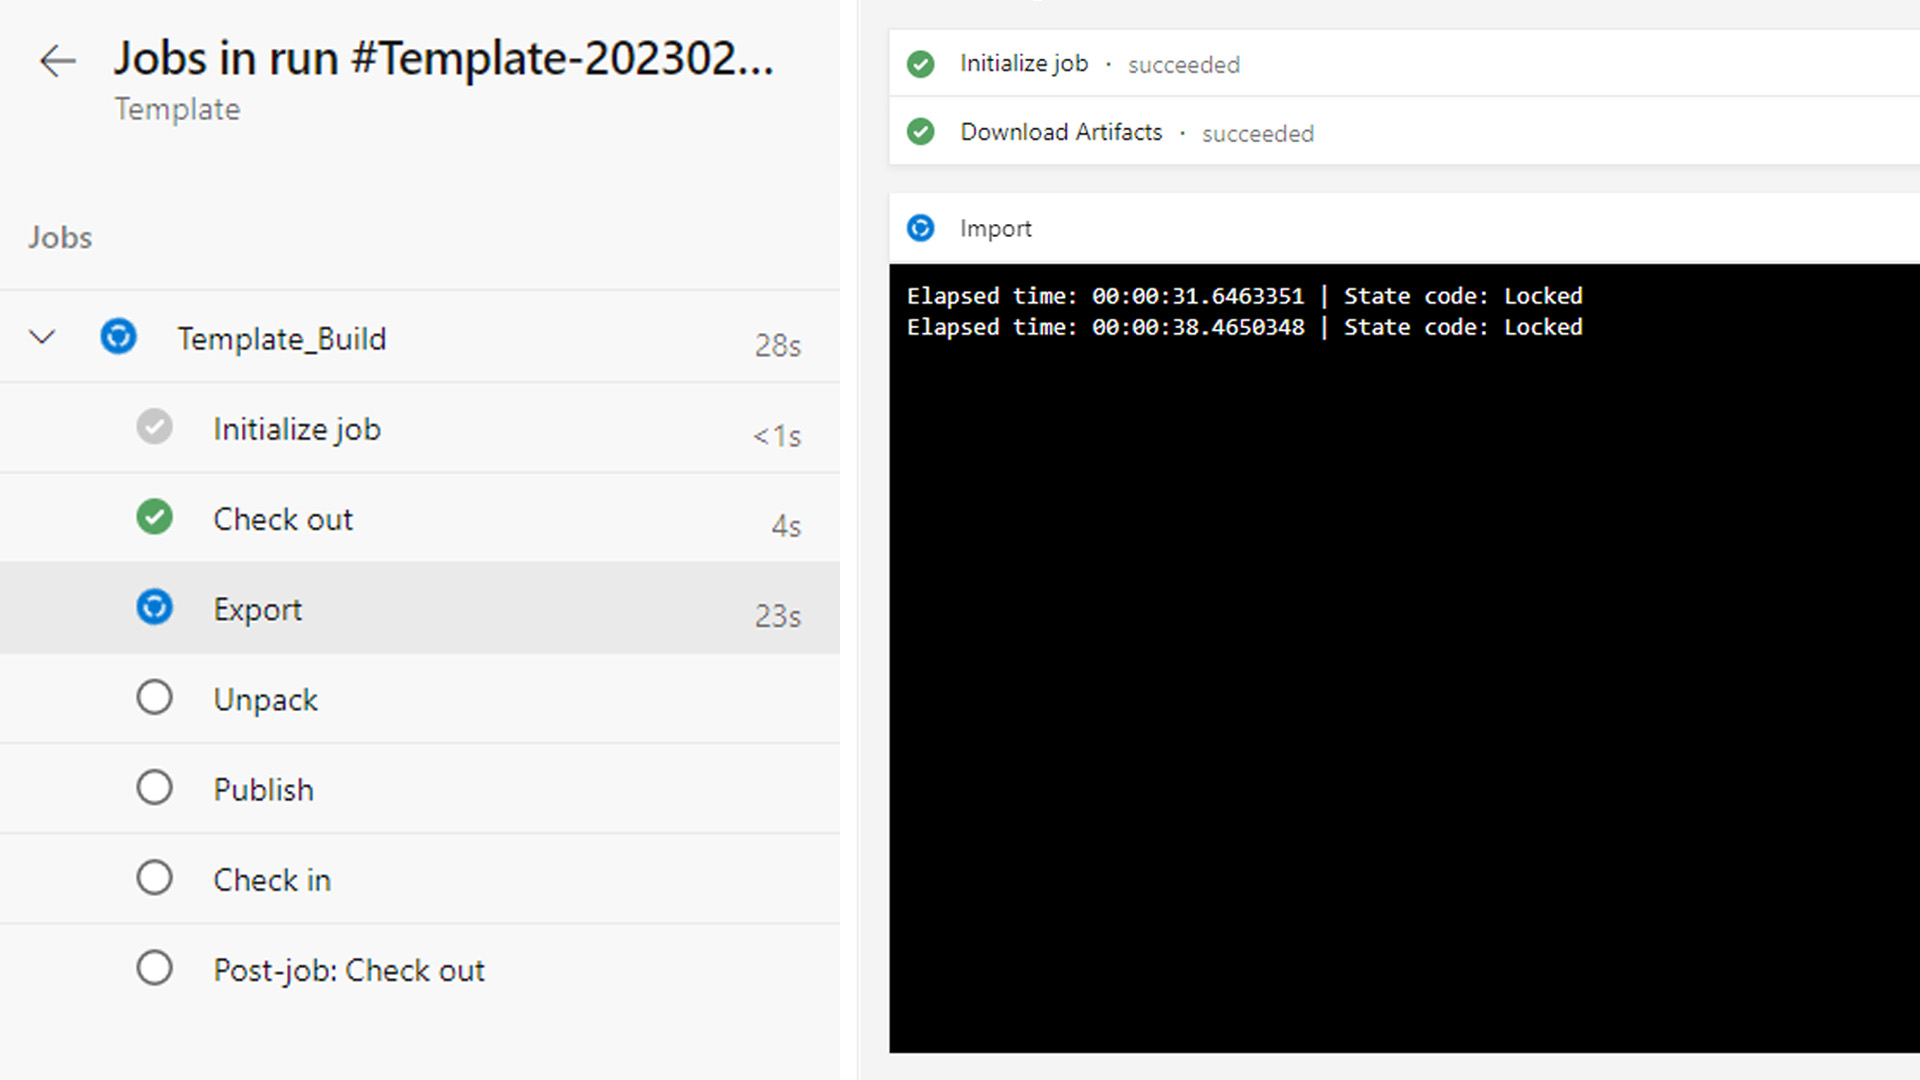 Jobs in run #Template-202302...
Template
Jobs
Template_Build 28s
Initialize job <1s
Check out 4s
Export 23s
Unpack
Publish
Check in
Post-job: Check out
Initialize job · succeeded
Download Artifacts · succeeded
Import
Elapsed time: 00:00:31.6463351 | State code: Locked
Elapsed time: 00:00:38.4650348 | State code: Locked